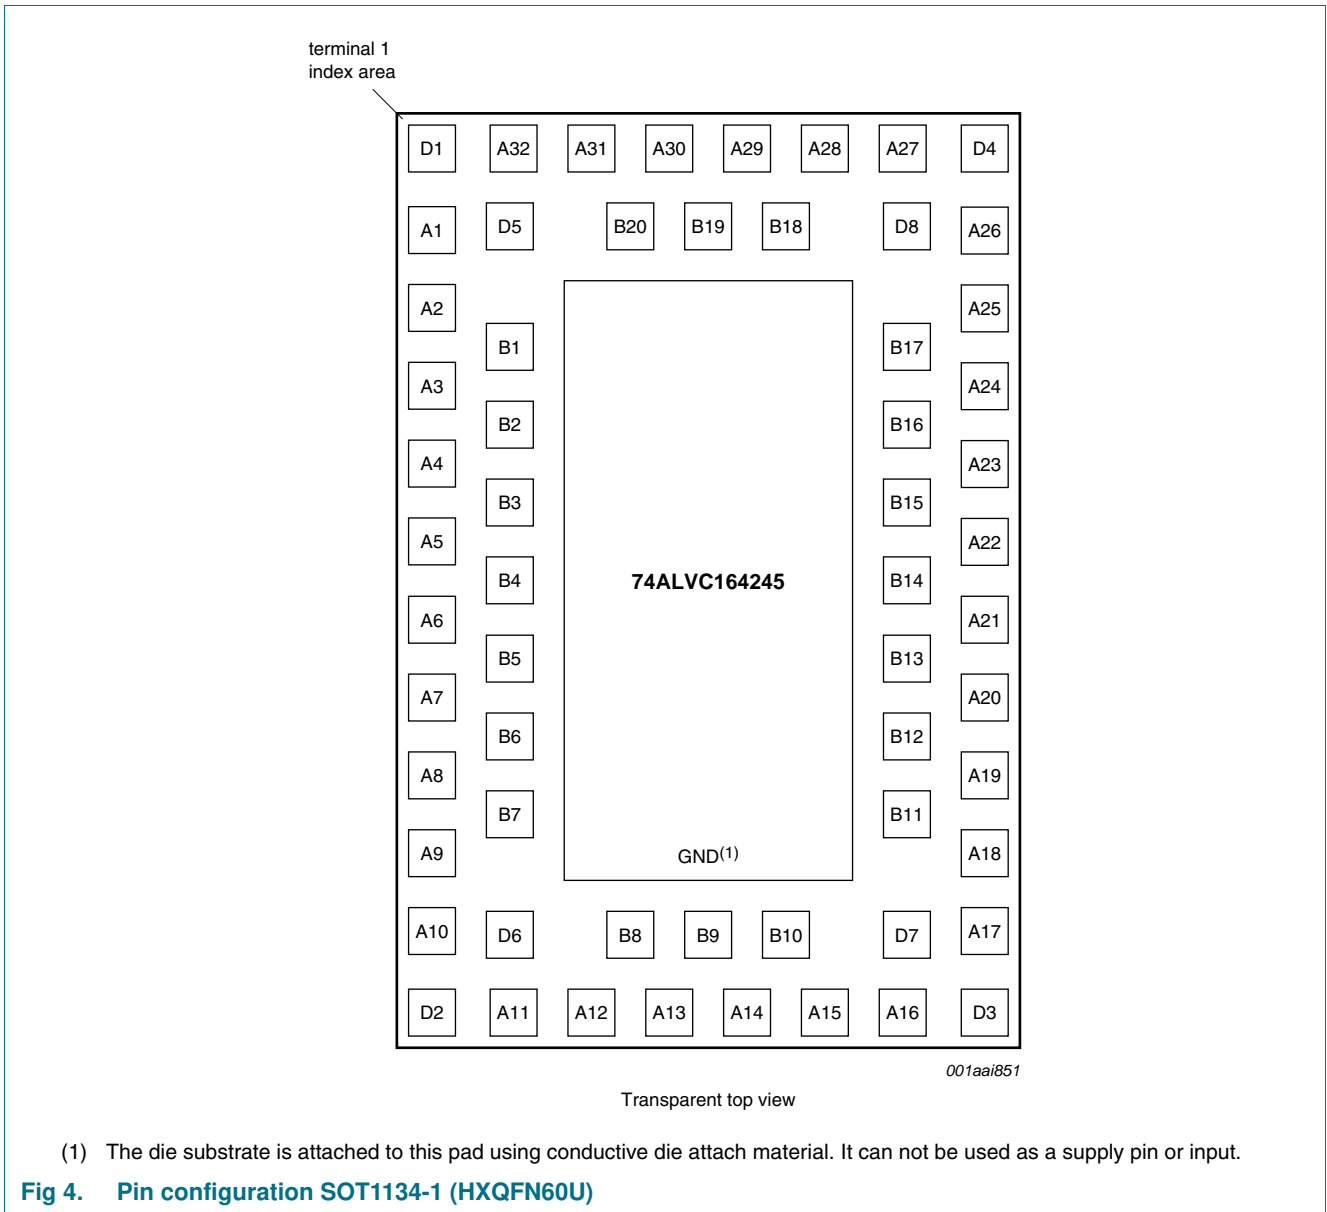 terminal 1
index area
D1 A32 A31 A30 A29 A28 A27 D4
A1 D5 B20 B19 B18 D8 A26
A2 A25
B1 B17
A3 A24
B2 B16
A4 A23
B3 B15
A5 A22
B4 74ALVC164245 B14
A6 A21
B5 B13
A7 A20
B6 B12
A8 A19
B7 B11
A9 GND(1) A18
A10 D6 B8 B9 B10 D7 A17
D2 A11 A12 A13 A14 A15 A16 D3
001aai851
Transparent top view
(1) The die substrate is attached to this pad using conductive die attach material. It can not be used as a supply pin or input.
Fig 4. Pin configuration SOT1134-1 (HXQFN60U)